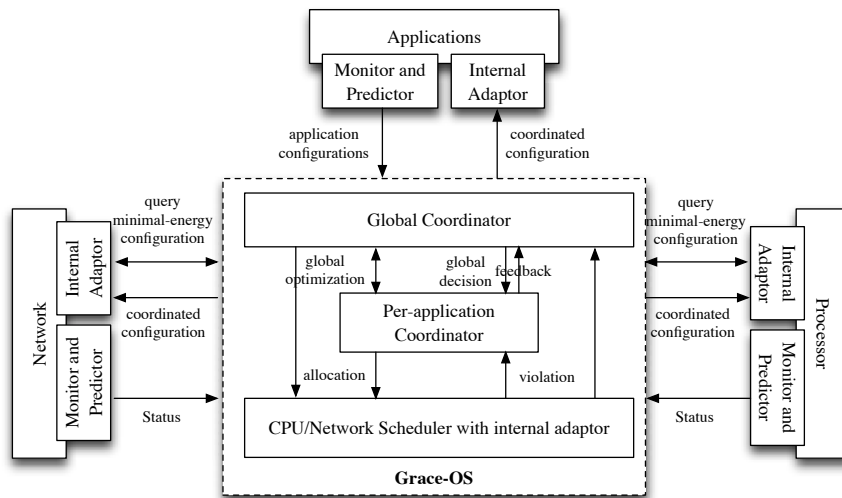 Applications
Monitor and
Predictor
Internal
Adaptor
application
configurations
coordinated
configuration
query
minimal-energy
configuration
Network
Internal
Adaptor
coordinated
configuration
Monitor and
Predictor
Status
Global Coordinator
global
optimization
global
decision
feedback
Per-application
Coordinator
allocation
violation
CPU/Network Scheduler with internal adaptor
Grace-OS
query
minimal-energy
configuration
Internal
Adaptor
Processor
coordinated
configuration
Monitor and
Predictor
Status